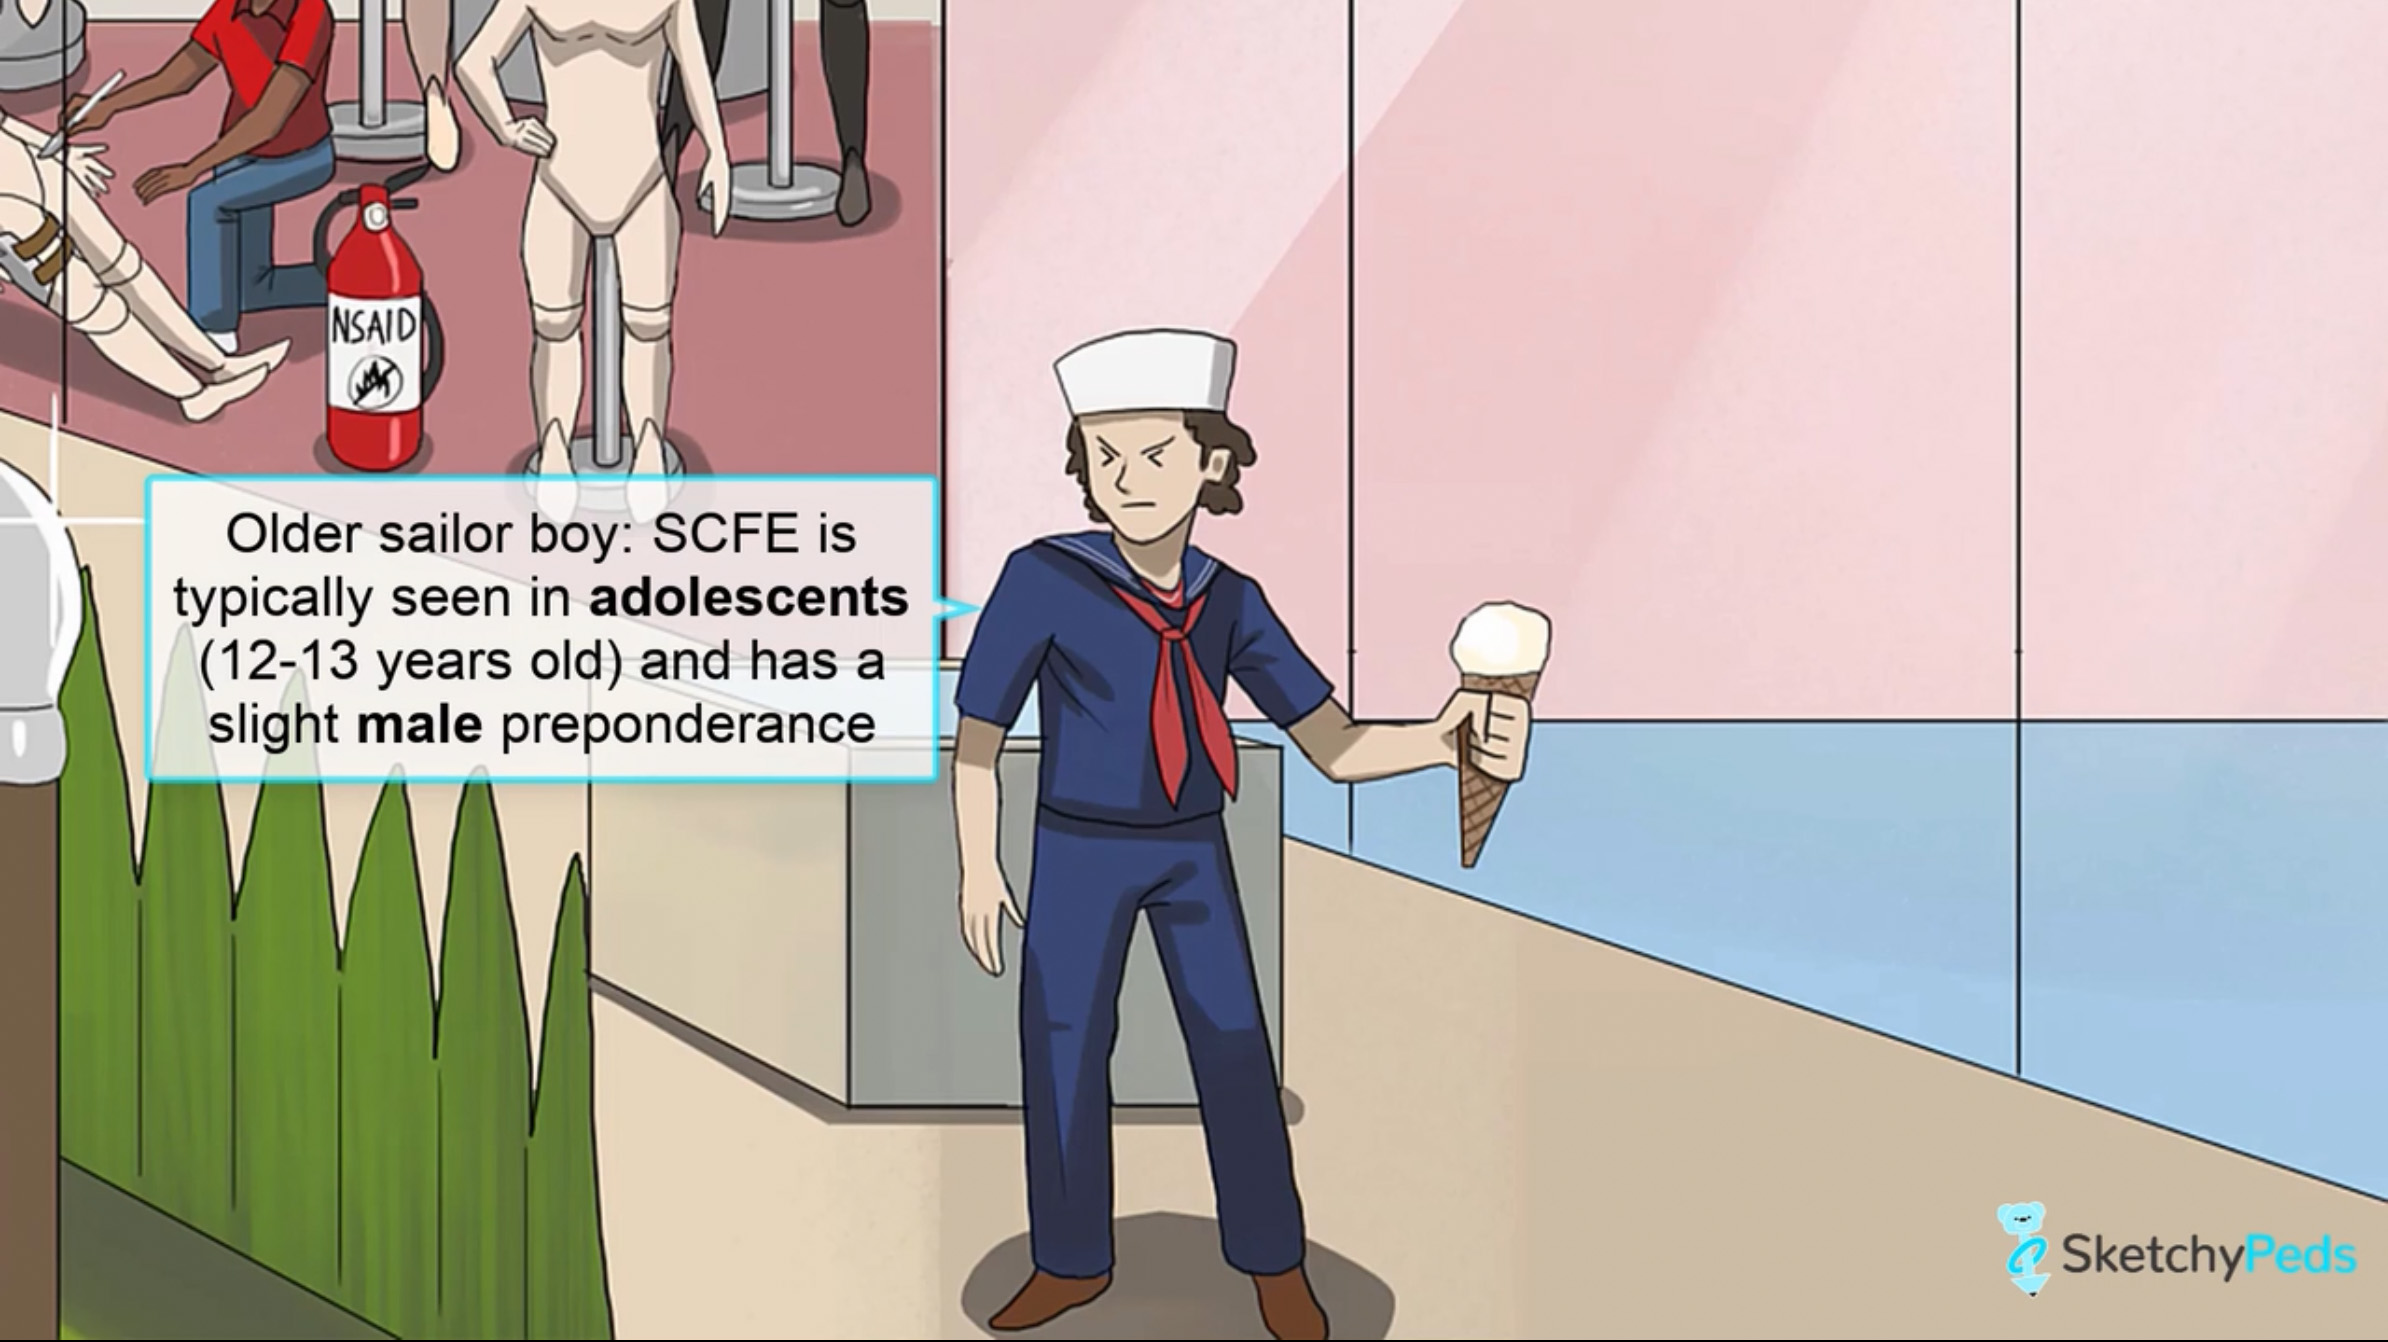 NSAID
Older sailor boy: SCFE is
typically seen in adolescents
(12-13 years old) and has a
slight male preponderance
SketchyPeds